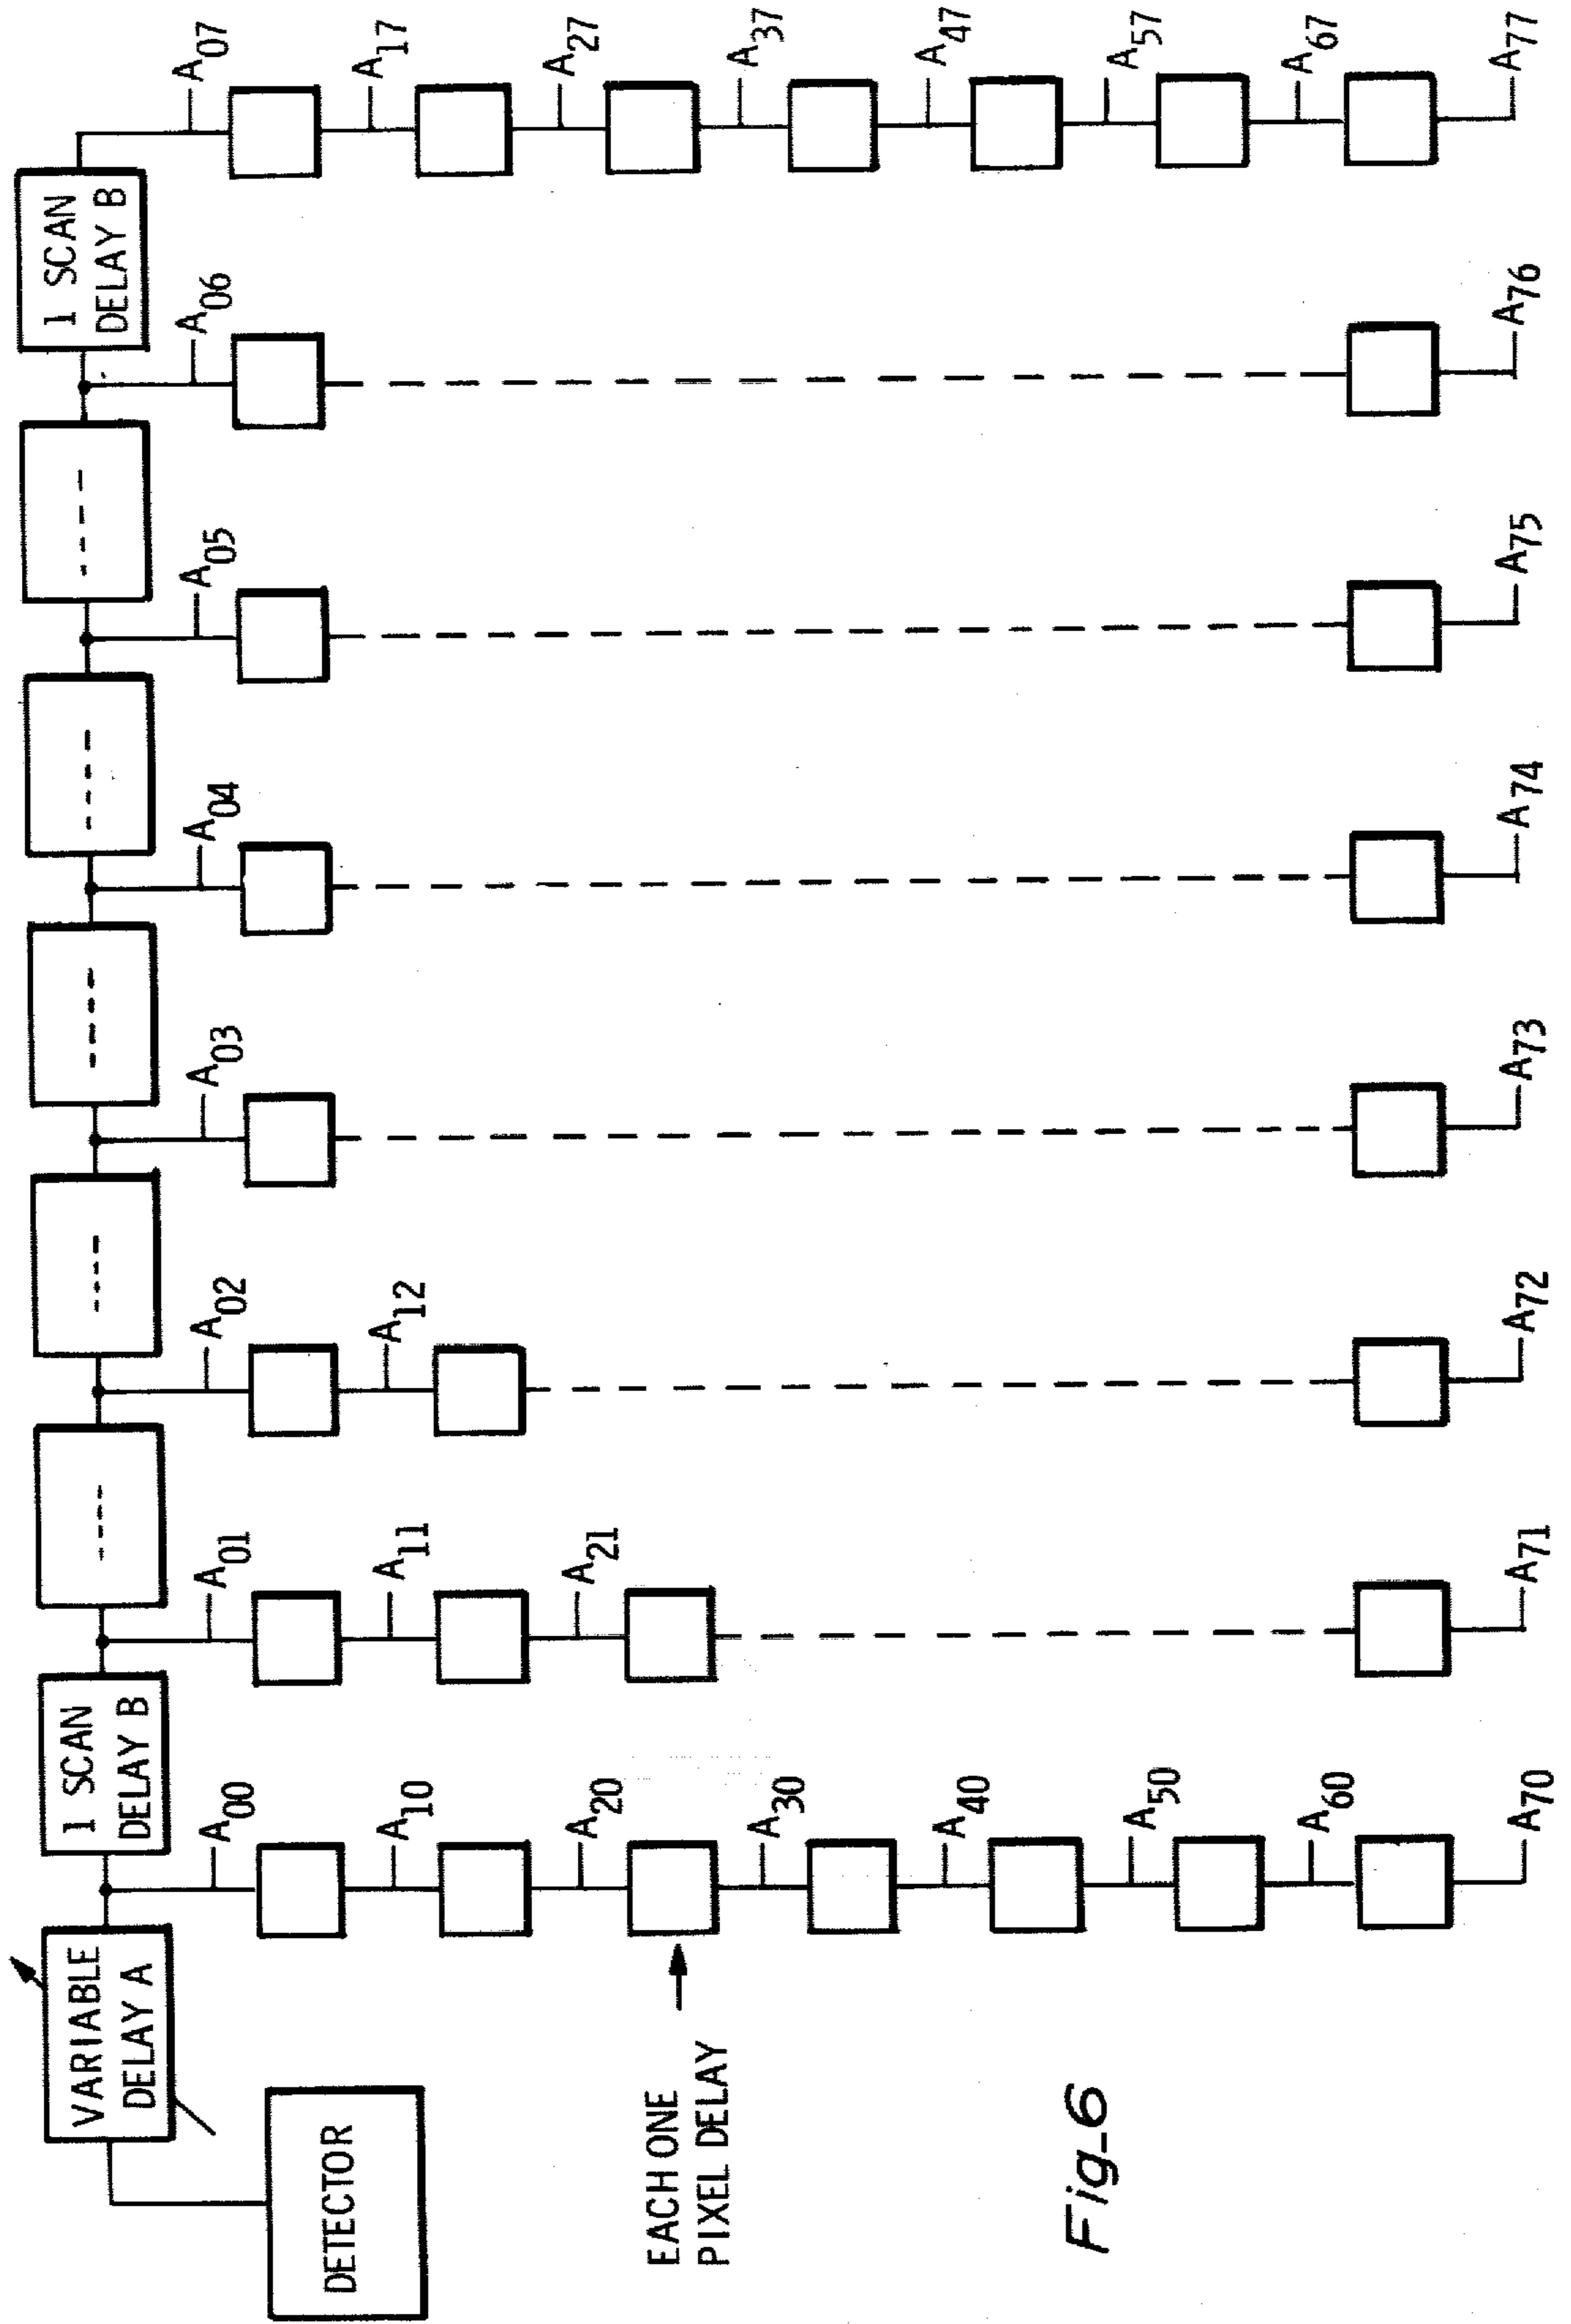 DETECTOR
VARIABLE
DELAY A
1 SCAN
DELAY B
1 SCAN
DELAY B
A00
A01
A02
A03
A04
A05
A06
A07
A10
A11
A12
A17
A20
A21
A27
A30
A37
A40
A47
A50
A57
A60
A67
A70
A71
A72
A73
A74
A75
A76
A77
EACH ONE
PIXEL DELAY
Fig_6